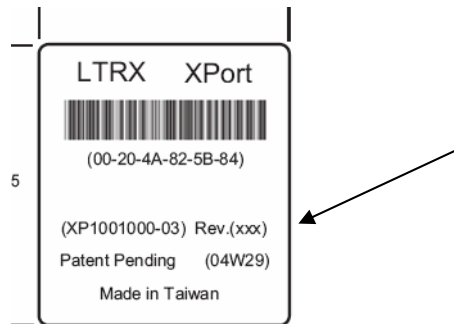 LTRX XPort
(00-20-4A-82-5B-84)
5
(XP1001000-03) Rev.(xxx)
Patent Pending (04W29)
Made in Taiwan